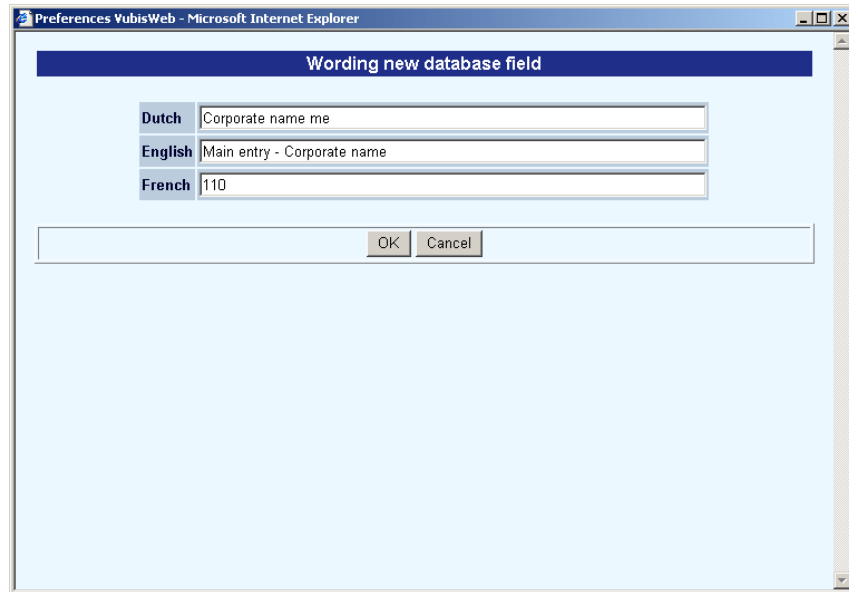 Preferences VubisWeb - Microsoft Internet Explorer
Wording new database field
Dutch Corporate name me
English Main entry - Corporate name
French 110
OK Cancel